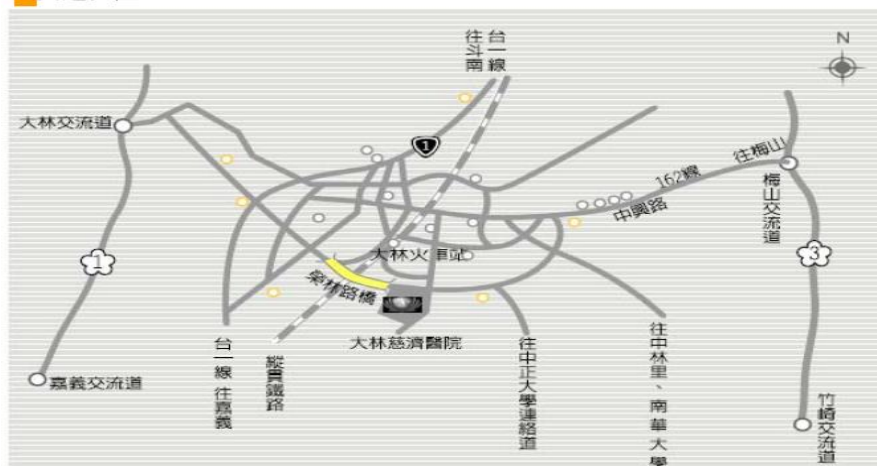 台一線
往斗南
N
大林交流道
1
162線
往梅山
中興路
梅山交流道
大林火車站
1
3
榮林路橋
大林慈濟醫院
嘉義交流道
台一線 往嘉義
縱貫鐵路
往中正大學連絡道
往中林里、南華大學
竹崎交流道